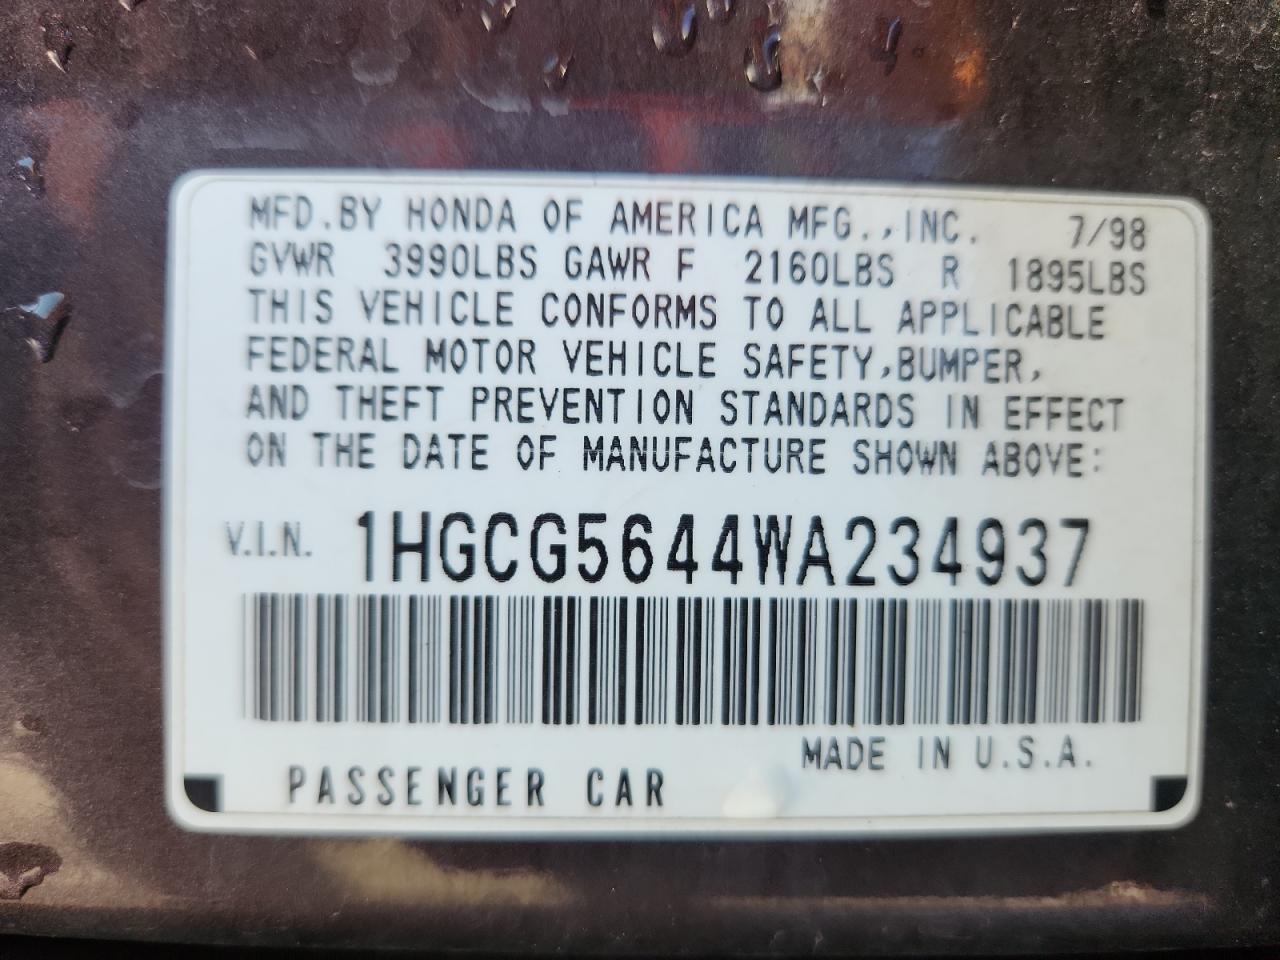 MFD.BY HONDA OF AMERICA MFG.,INC. 7/98
GVWR 3990LBS GAWR F 2160LBS R 1895LBS
THIS VEHICLE CONFORMS TO ALL APPLICABLE
FEDERAL MOTOR VEHICLE SAFETY,BUMPER,
AND THEFT PREVENTION STANDARDS IN EFFECT
ON THE DATE OF MANUFACTURE SHOWN ABOVE:
V.I.N. 1HGCG5644WA234937
MADE IN U.S.A.
PASSENGER CAR